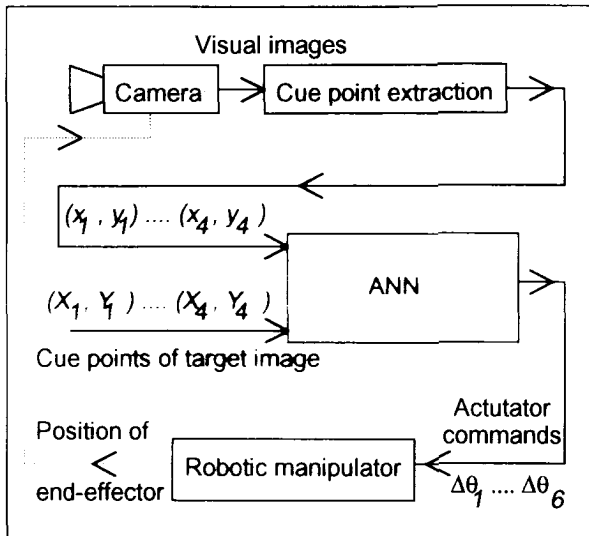 Visual images
Camera
Cue point extraction
(x₁ , y₁) .... (x₄ , y₄)
ANN
(X₁ , Y₁) .... (X₄ , Y₄)
Cue points of target image
Actutator
commands
Position of
end-effector
Robotic manipulator
Δθ₁ .... Δθ₆